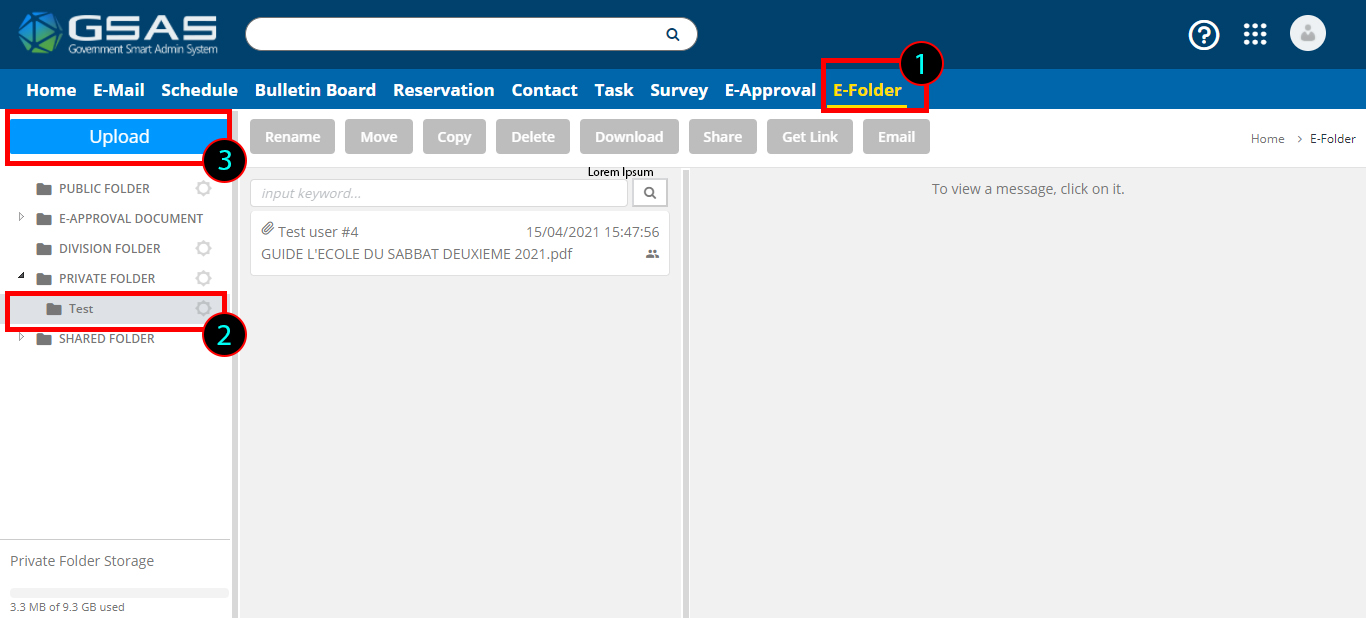 GSAS
Government Smart Admin System
1
Home E-Mail Schedule Bulletin Board Reservation Contact Task Survey E-Approval E-Folder
Upload
3
Rename Move Copy Delete Download Share Get Link Email
Home > E-Folder
Lorem Ipsum
input keyword...
To view a message, click on it.
PUBLIC FOLDER
E-APPROVAL DOCUMENT
DIVISION FOLDER
PRIVATE FOLDER
Test
2
SHARED FOLDER
Test user #4 15/04/2021 15:47:56
GUIDE L'ECOLE DU SABBAT DEUXIEME 2021.pdf
Private Folder Storage
3.3 MB of 9.3 GB used